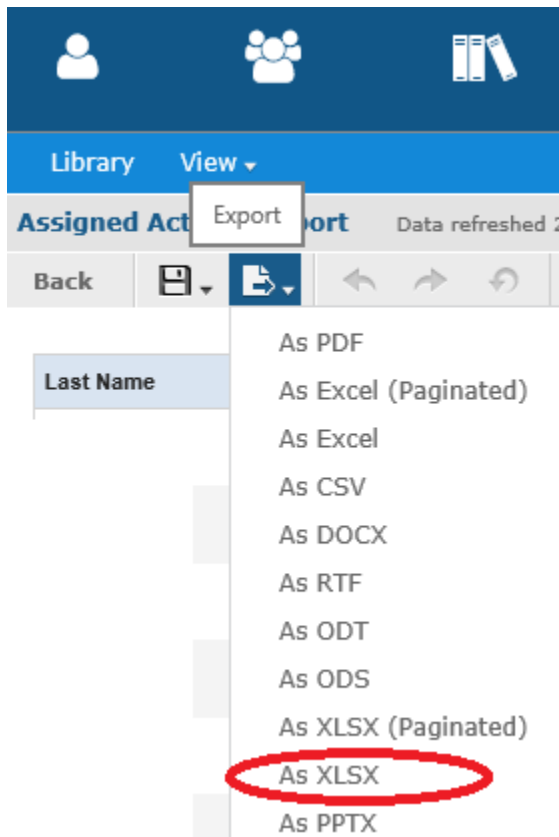 Library View
Export
Assigned Act ort Data refreshed 2
Back
As PDF
Last Name
As Excel (Paginated)
As Excel
As CSV
As DOCX
As RTF
As ODT
As ODS
As XLSX (Paginated)
As XLSX
As PPTX